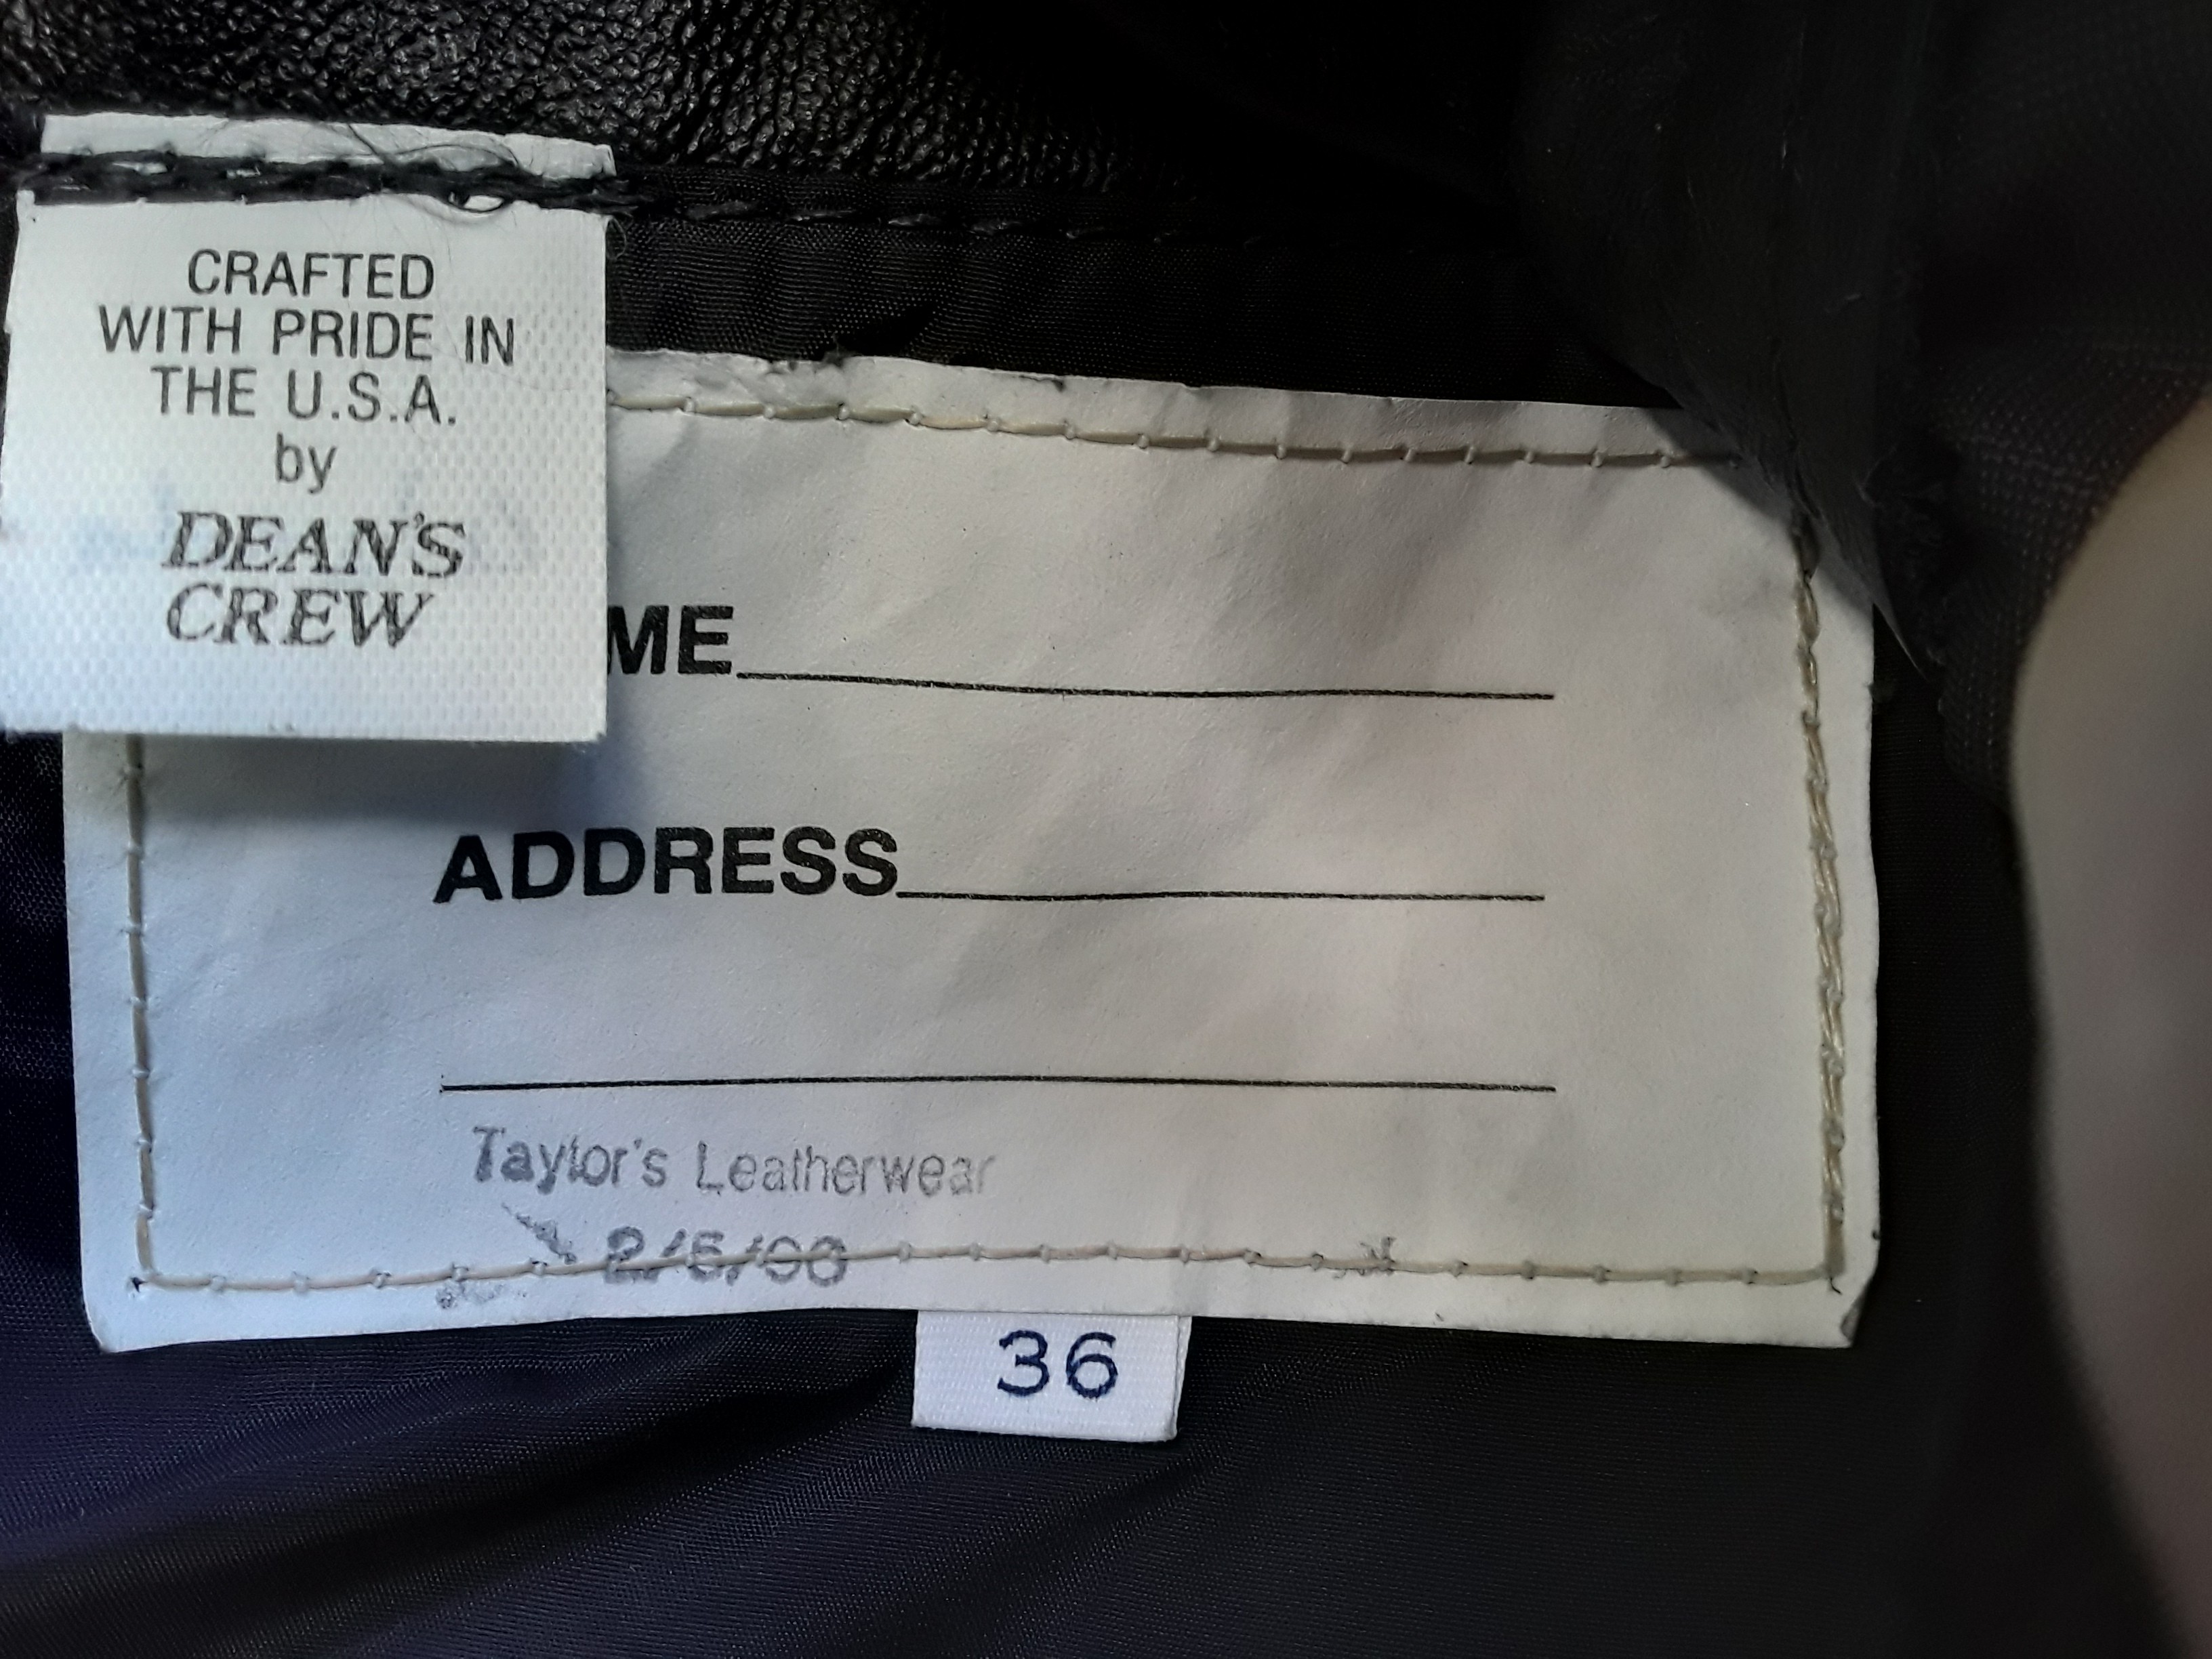 CRAFTED
WITH PRIDE IN
THE U.S.A.
by
DEAN'S
CREW
ME
ADDRESS
Taylor's Leatherwear
36